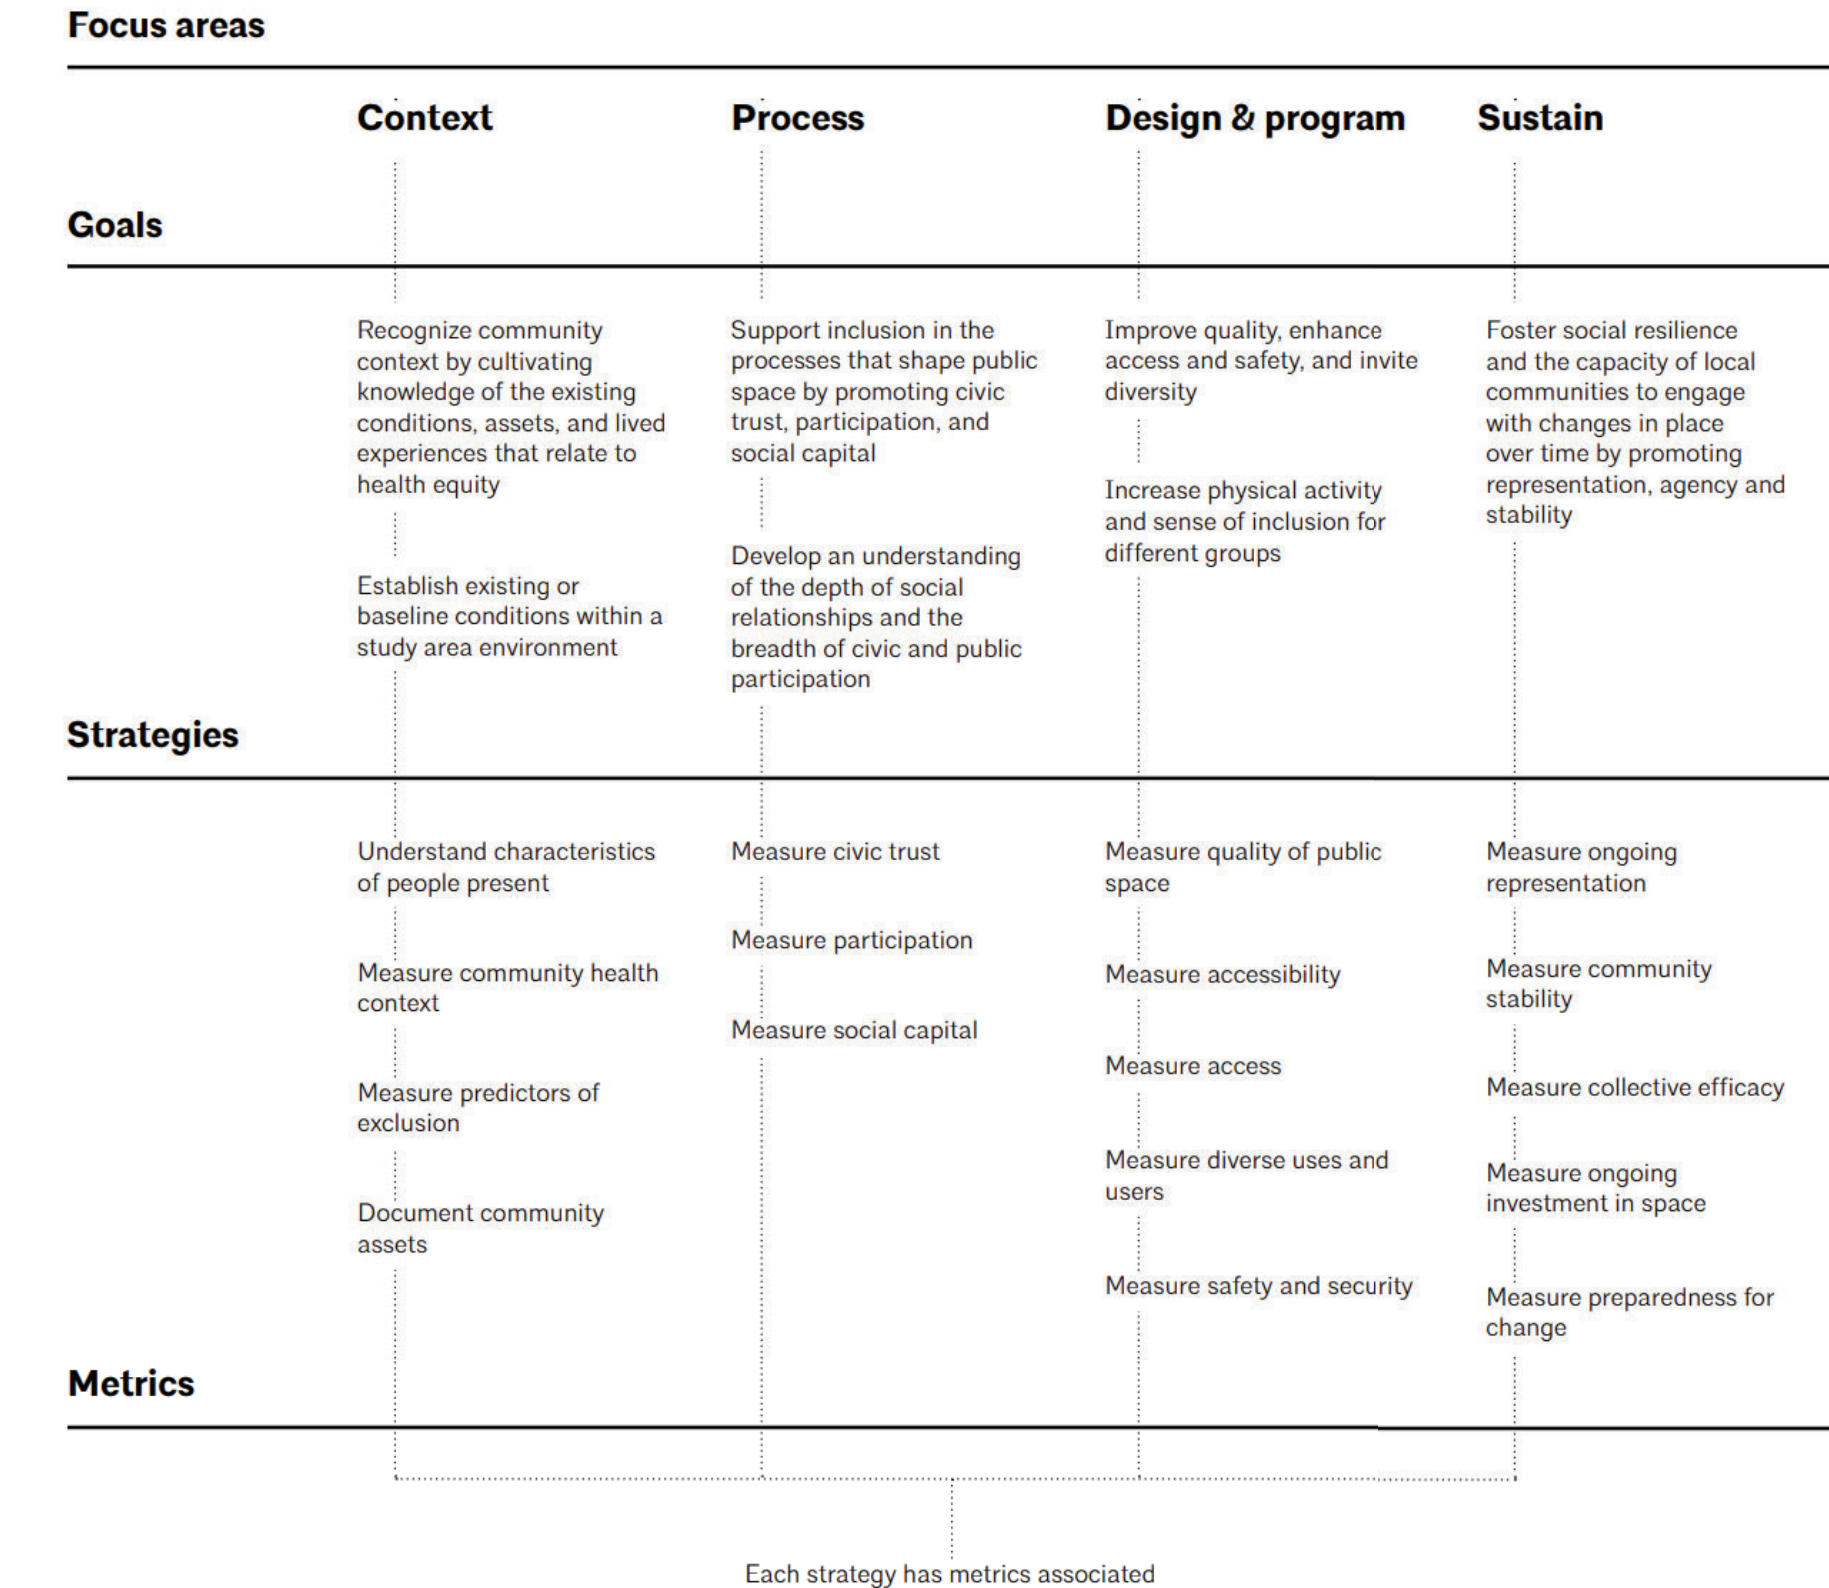 Focus areas
Context
Process
Design & program
Sustain
Goals
Recognize community
context by cultivating
knowledge of the existing
conditions, assets, and lived
experiences that relate to
health equity
Establish existing or
baseline conditions within a
study area environment
Support inclusion in the
processes that shape public
space by promoting civic
trust, participation, and
social capital
Develop an understanding
of the depth of social
relationships and the
breadth of civic and public
participation
Improve quality, enhance
access and safety, and invite
diversity
Increase physical activity
and sense of inclusion for
different groups
Foster social resilience
and the capacity of local
communities to engage
with changes in place
over time by promoting
representation, agency and
stability
Strategies
Understand characteristics
of people present
Measure community health
context
Measure predictors of
exclusion
Document community
assets
Measure civic trust
Measure participation
Measure social capital
Measure quality of public
space
Measure accessibility
Measure access
Measure diverse uses and
users
Measure safety and security
Measure ongoing
representation
Measure community
stability
Measure collective efficacy
Measure ongoing
investment in space
Measure preparedness for
change
Metrics
Each strategy has metrics associated